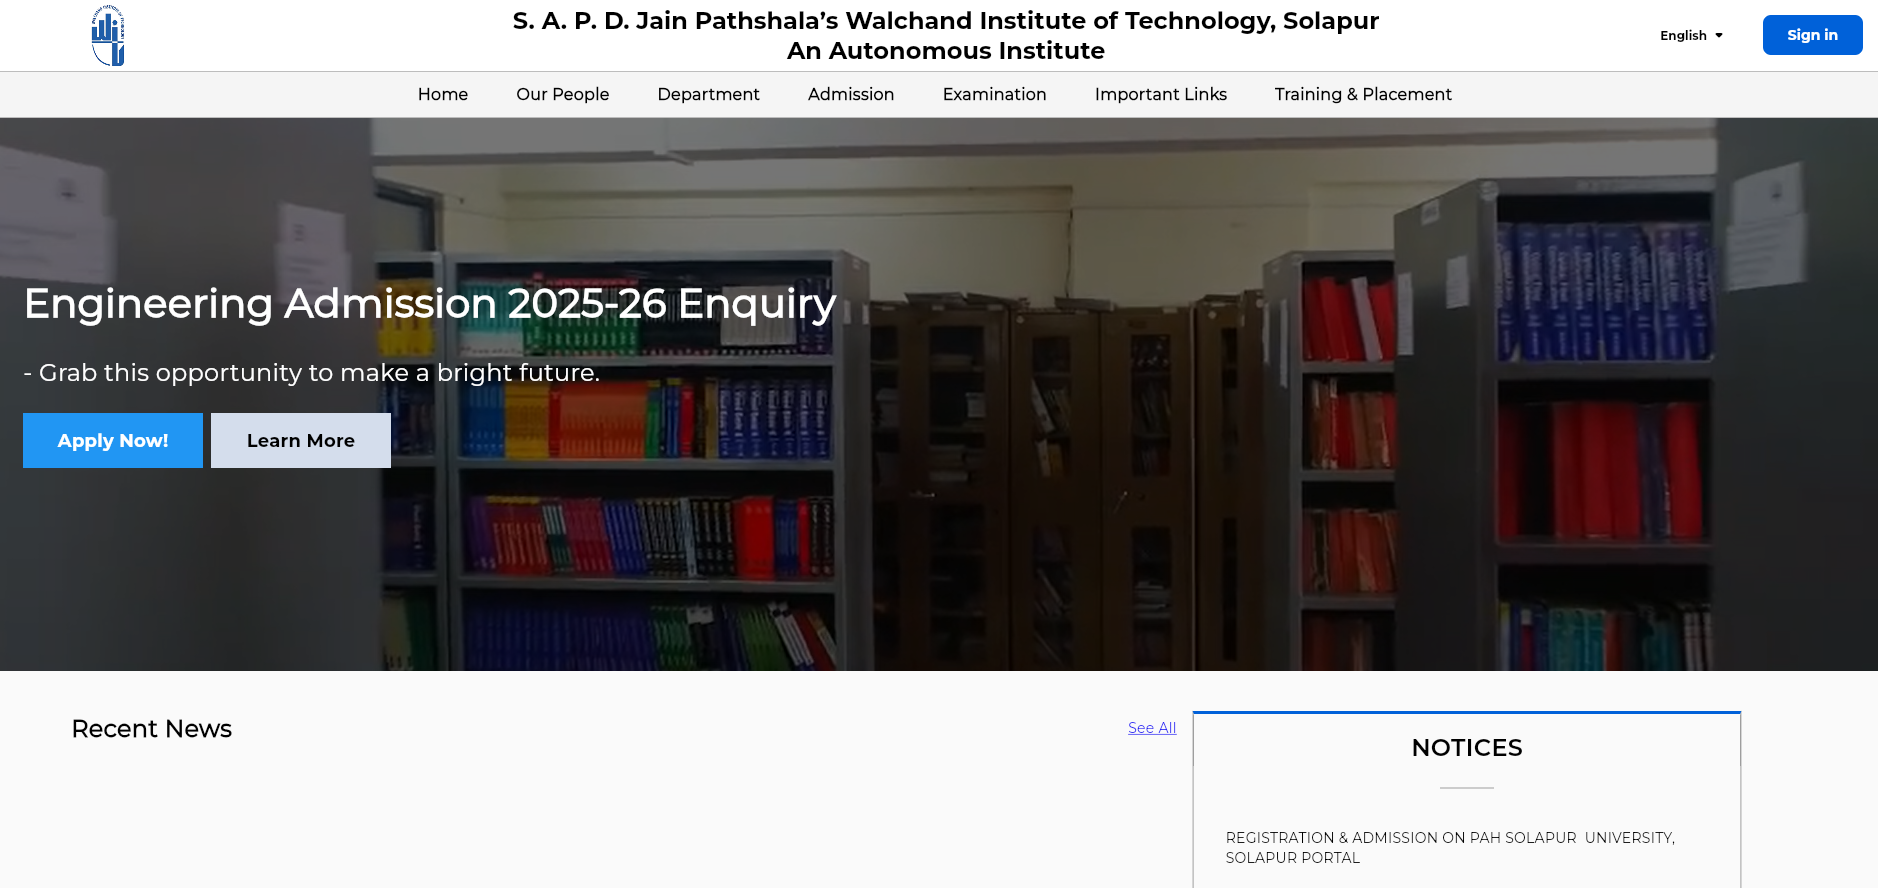 S. A. P. D. Jain Pathshala’s Walchand Institute of Technology, Solapur
An Autonomous Institute
English
Sign in
Home Our People Department Admission Examination Important Links Training & Placement
Engineering Admission 2025-26 Enquiry
- Grab this opportunity to make a bright future.
Apply Now! Learn More
Recent News
See All
NOTICES
REGISTRATION & ADMISSION ON PAH SOLAPUR UNIVERSITY,
SOLAPUR PORTAL